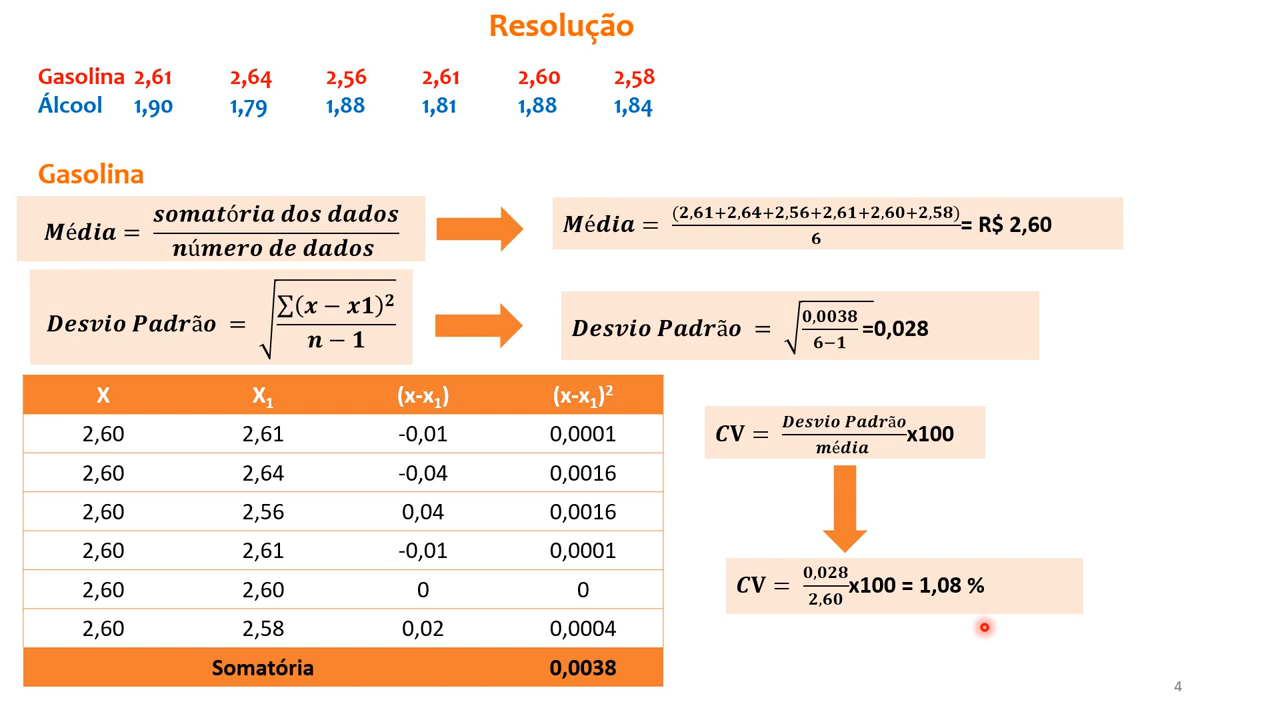 Resolução
Gasolina 2,61 2,64 2,56 2,61 2,60 2,58
Álcool 1,90 1,79 1,88 1,81 1,88 1,84
Gasolina
Média = somatória dos dados / número de dados
Média = (2,61+2,64+2,56+2,61+2,60+2,58) / 6 = R$ 2,60
Desvio Padrão = √(∑(x − x1)² / n − 1)
Desvio Padrão = √(0,0038 / 6−1) =0,028
X X₁ (x-x₁) (x-x₁)²
2,60 2,61 -0,01 0,0001
2,60 2,64 -0,04 0,0016
2,60 2,56 0,04 0,0016
2,60 2,61 -0,01 0,0001
2,60 2,60 0 0
2,60 2,58 0,02 0,0004
Somatória 0,0038
CV = Desvio Padrão / média x100
CV = 0,028 / 2,60 x100 = 1,08 %
4